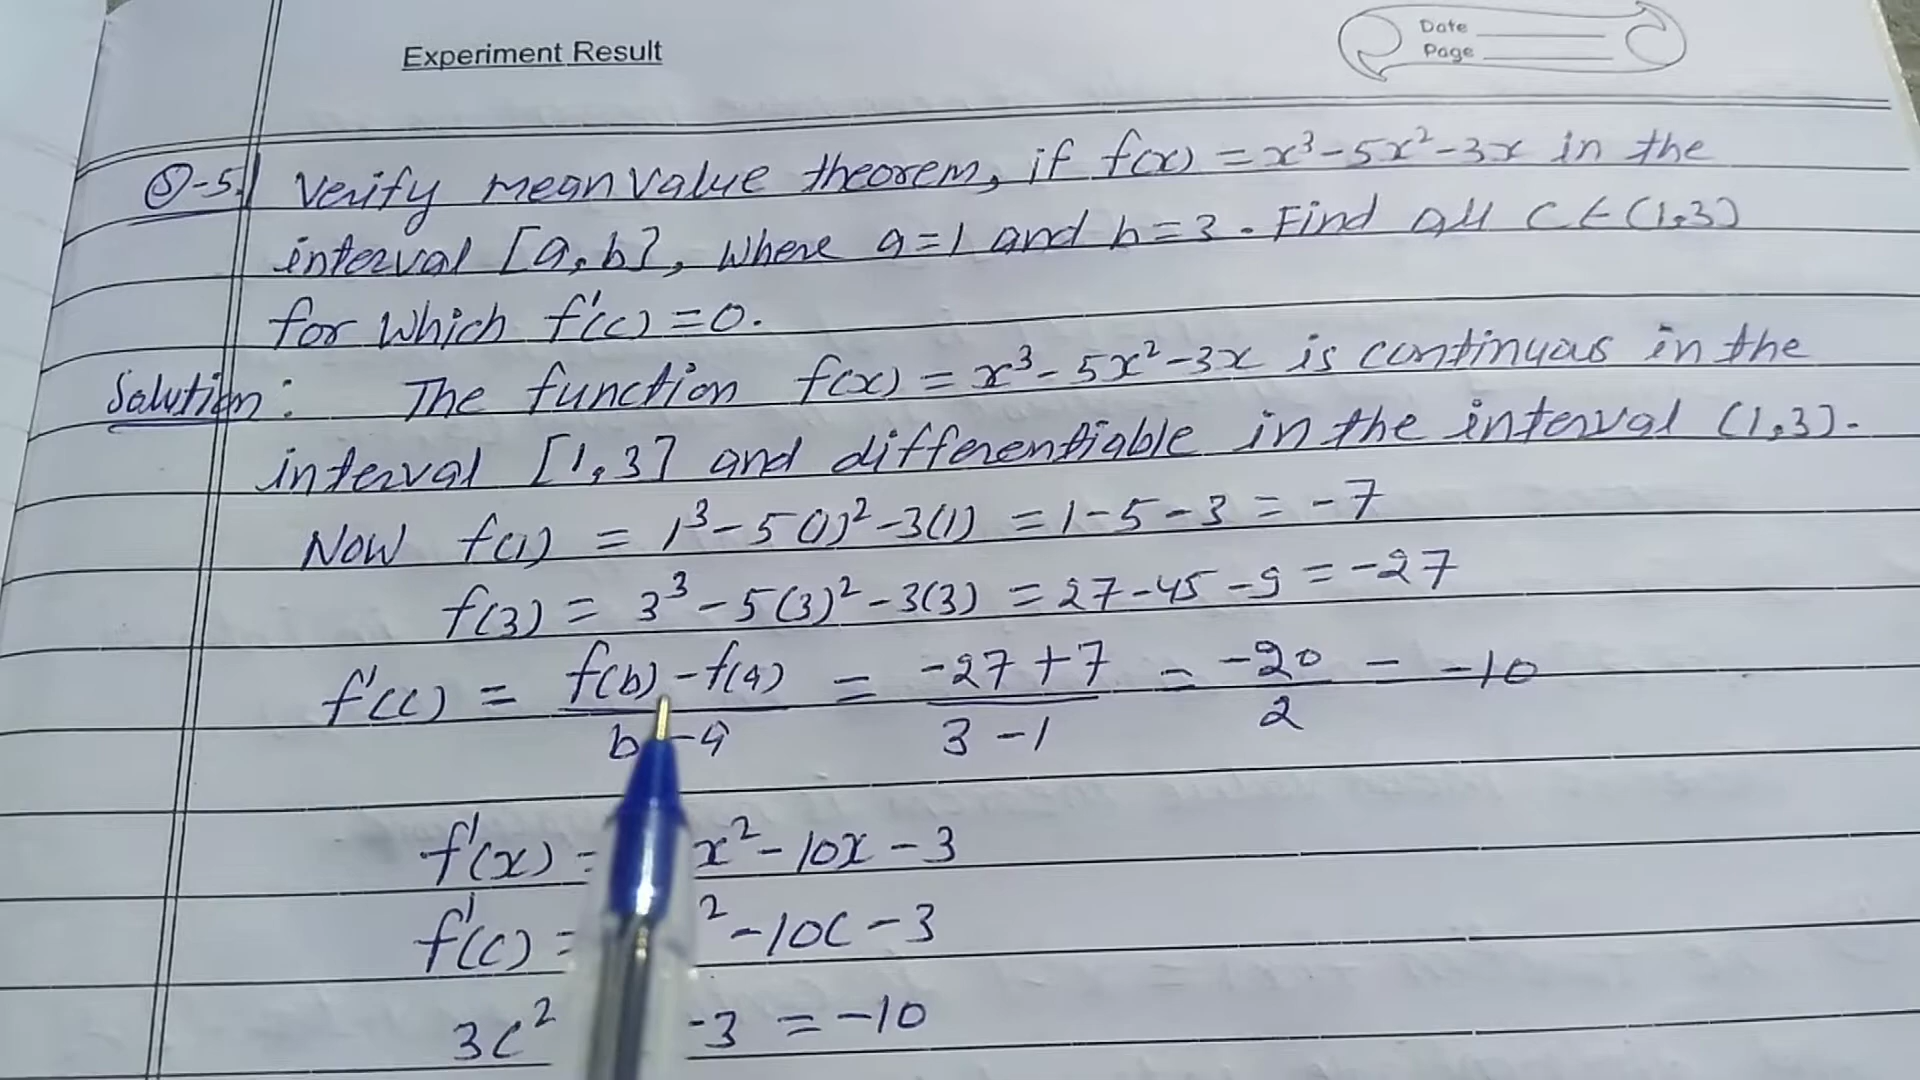 Experiment Result
Date
Page
Q-5. Verify mean value theorem, if f(x) = x³-5x²-3x in the
interval [a, b], where a=1 and b=3. Find all c ∈ (1,3)
for which f'(c) = 0.
Solution: The function f(x) = x³-5x²-3x is continuous in the
interval [1,3] and differentiable in the interval (1,3).
Now f(1) = 1³-5(1)²-3(1) = 1-5-3 = -7
f(3) = 3³-5(3)²-3(3) = 27-45-9 = -27
f'(c) = f(b)-f(a) / b-a = -27+7 / 3-1 = -20 / 2 = -10
f'(x) = x²-10x-3
f'(c) = ²-10c-3
3c² -3 = -10